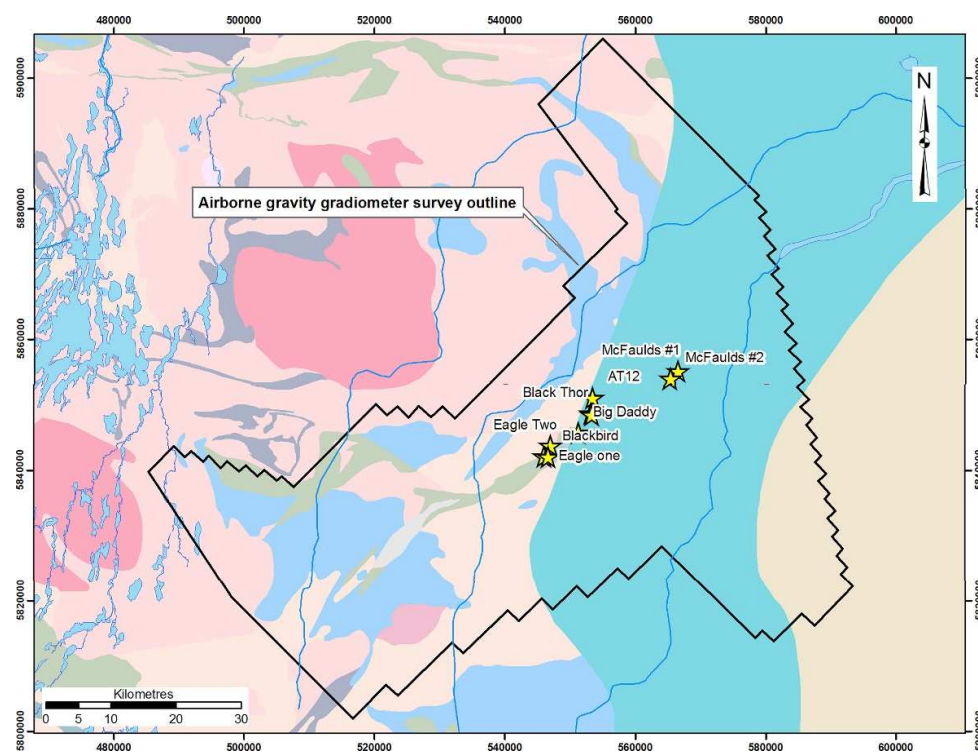 480000 500000 520000 540000 560000 580000 600000
5900000
5880000
5860000
5840000
5820000
5800000
N
Airborne gravity gradiometer survey outline
McFaulds #1
McFaulds #2
AT12
Black Thor
Big Daddy
Eagle Two
Blackbird
Eagle one
Kilometres
0 5 10 20 30
480000 500000 520000 540000 560000 580000 600000